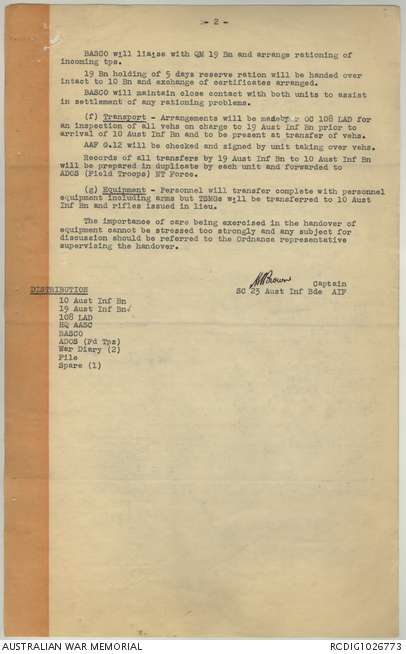 - 2 -
BASCO will liaise with QM 19 Bn and arrange rationing of
incoming tps.
19 Bn holding of 5 days reserve ration will be handed over
intact to 10 Bn and exchange of certificates arranged.
BASCO will maintain close contact with both units to assist
in settlement of any rationing problems.
(f) Transport - Arrangements will be made by OC 108 LAD for
an inspection of all vehs on charge to 19 Aust Inf Bn prior to
arrival of 10 Aust Inf Bn and to be present at transfer of vehs.
AAF G.12 will be checked and signed by unit taking over vehs.
Records of all transfers by 19 Aust Inf Bn to 10 Aust Inf Bn
will be prepared in duplicate by each unit and forwarded to
ADOS (Field Troops) NT Force.
(g) Equipment - Personnel will transfer complete with personnel
equipment including arms but TSMGs will be transferred to 10 Aust
Inf Bn and rifles issued in lieu.
The importance of care being exercised in the handover of
equipment cannot be stressed too strongly and any subject for
discussion should be referred to the Ordnance representative
supervising the handover.
Brown Captain
SC 23 Aust Inf Bde AIF
DISTRIBUTION
10 Aust Inf Bn
19 Aust Inf Bn
108 LAD
HQ AASC
BASCO
ADOS (Fd Tps)
War Diary (2)
File
Spare (1)
AUSTRALIAN WAR MEMORIAL
RCDIG1026773